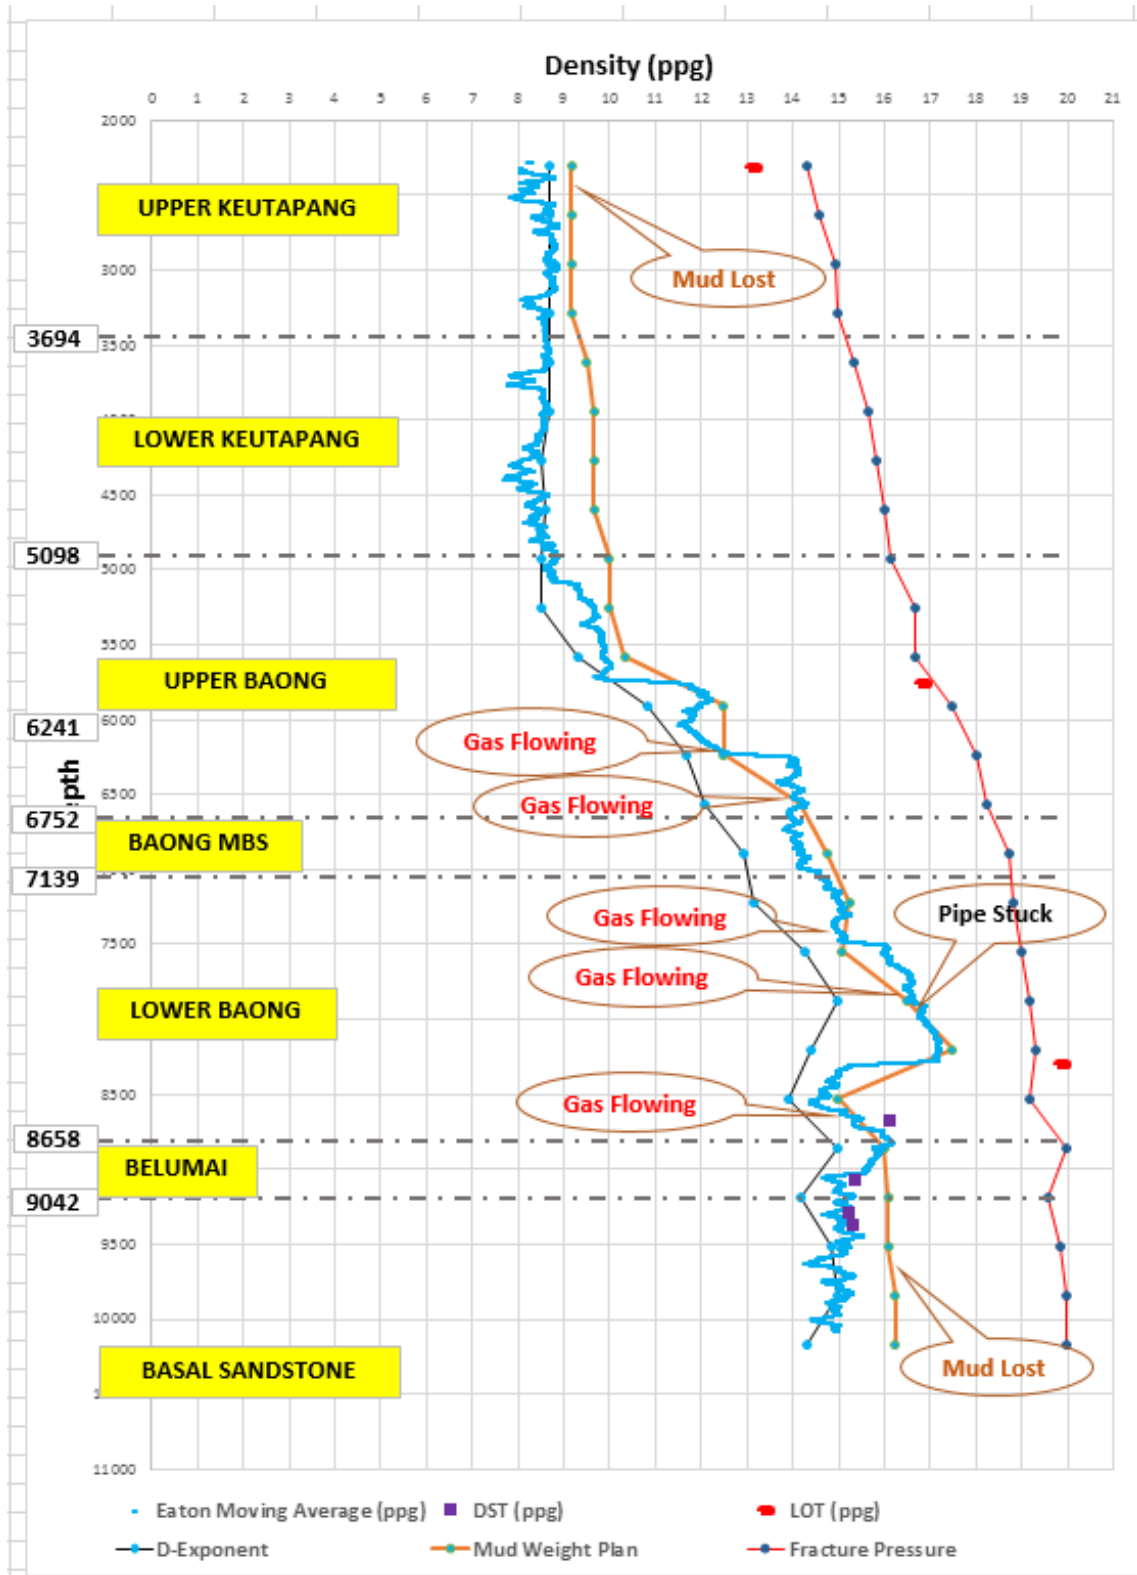 Density (ppg)
0 1 2 3 4 5 6 7 8 9 10 11 12 13 14 15 16 17 18 19 20 21
2000
UPPER KEUTAPANG
3000
Mud Lost
3694
3500
LOWER KEUTAPANG
4500
5098
5000
5500
UPPER BAONG
6241
6000
Gas Flowing
6500
Gas Flowing
6752
BAONG MBS
7139
Gas Flowing
Pipe Stuck
7500
Gas Flowing
LOWER BAONG
8500
Gas Flowing
8658
BELUMAI
9042
9500
10000
Mud Lost
BASAL SANDSTONE
11000
Eaton Moving Average (ppg) DST (ppg) LOT (ppg)
D-Exponent Mud Weight Plan Fracture Pressure